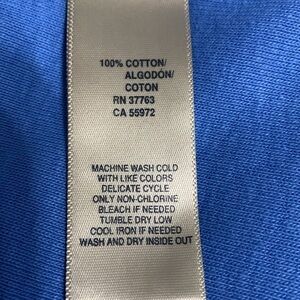 100% COTTON/
ALGODÓN/
COTON
RN 37763
CA 55972
MACHINE WASH COLD
WITH LIKE COLORS
DELICATE CYCLE
ONLY NON-CHLORINE
BLEACH IF NEEDED
TUMBLE DRY LOW
COOL IRON IF NEEDED
WASH AND DRY INSIDE OUT